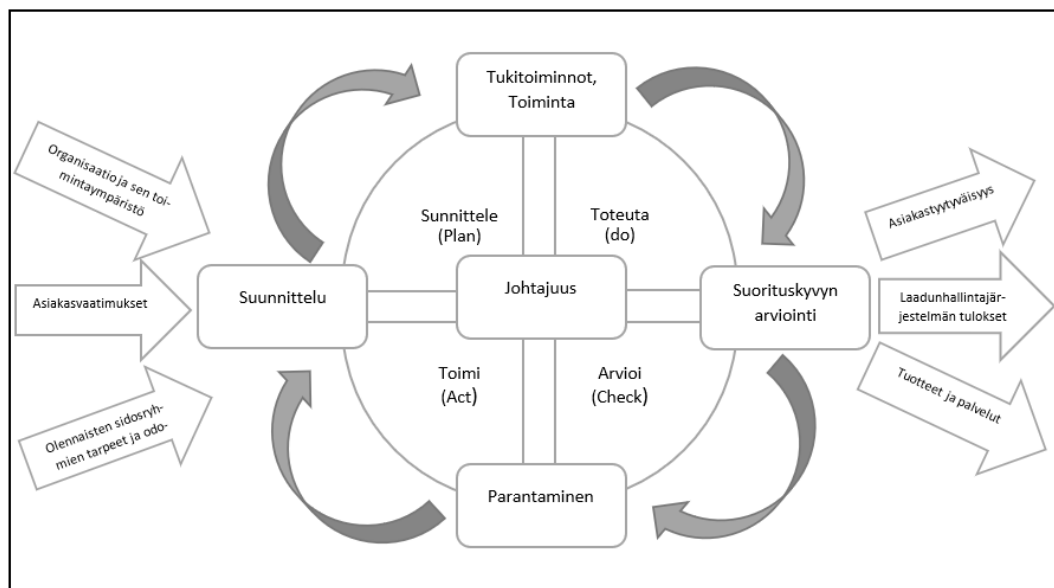 Organisaatio ja sen toi-
mintaympäristö
Asiakasvaatimukset
Olennaisten sidosryh-
mien tarpeet ja odo-
Suunnittelu
Tukitoiminnot,
Toiminta
Sunnittele
(Plan)
Toteuta
(do)
Johtajuus
Toimi
(Act)
Arvioi
(Check)
Parantaminen
Suorituskyvyn
arviointi
Asiakastyytyväisyys
Laadunhallintajär-
jestelmän tulokset
Tuotteet ja palvelut